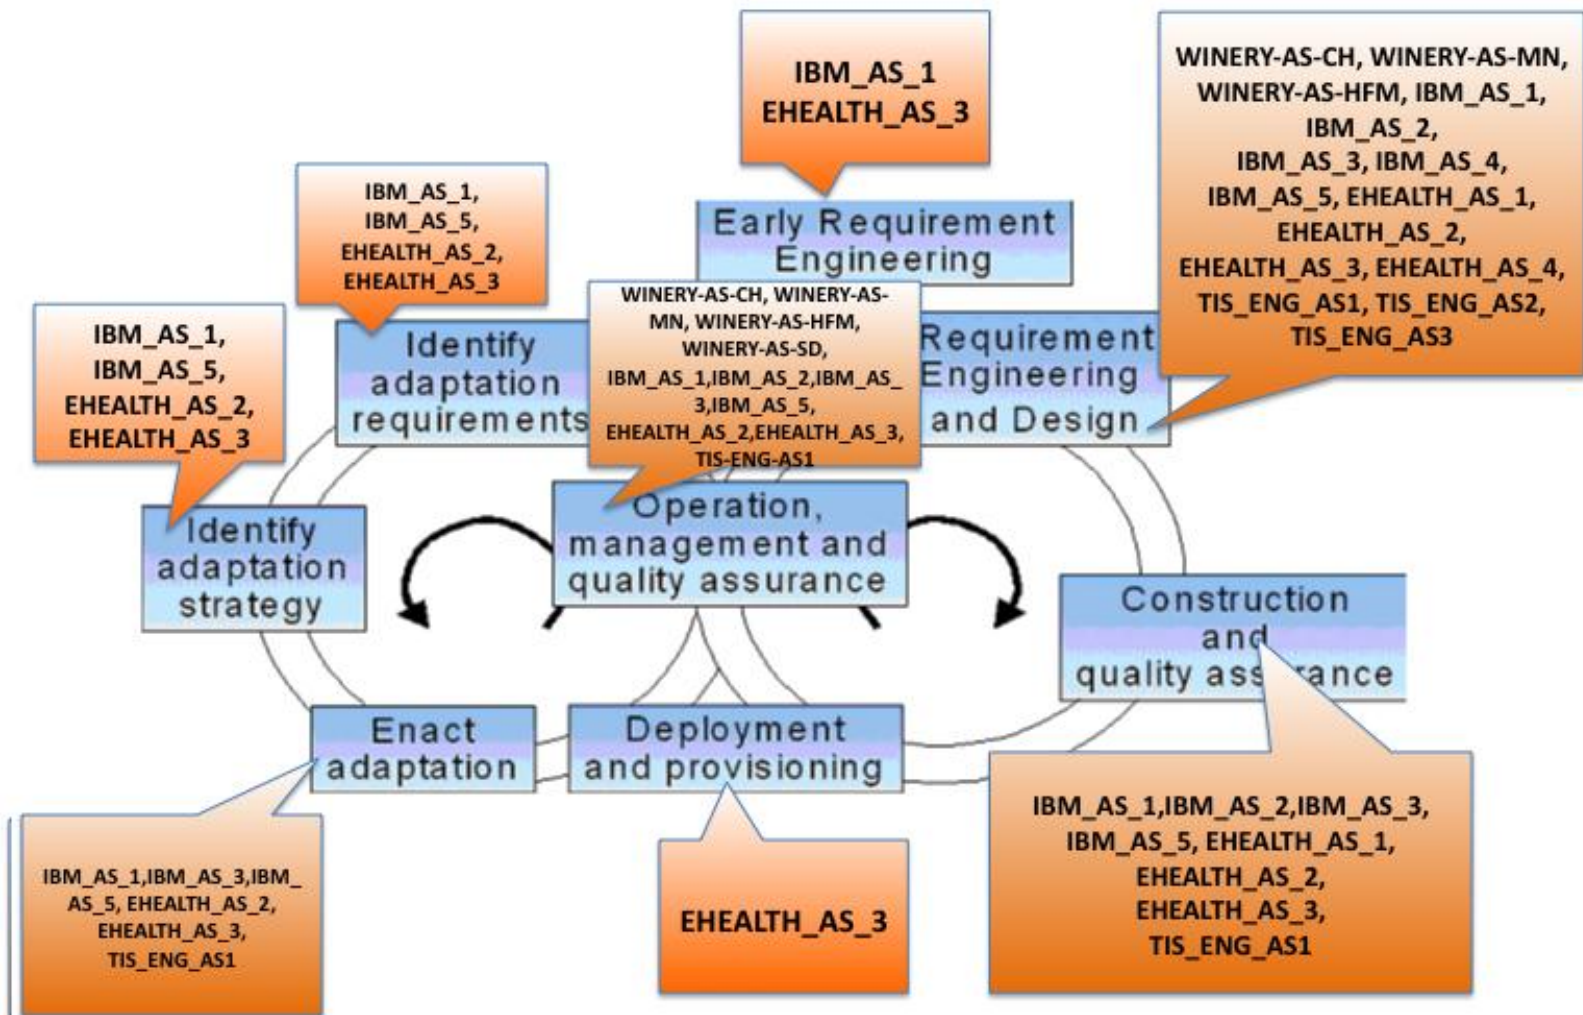 IBM_AS_1
EHEALTH_AS_3
WINERY-AS-CH, WINERY-AS-MN,
WINERY-AS-HFM, IBM_AS_1,
IBM_AS_2,
IBM_AS_3, IBM_AS_4,
IBM_AS_5, EHEALTH_AS_1,
EHEALTH_AS_2,
EHEALTH_AS_3, EHEALTH_AS_4,
TIS_ENG_AS1, TIS_ENG_AS2,
TIS_ENG_AS3
IBM_AS_1,
IBM_AS_5,
EHEALTH_AS_2,
EHEALTH_AS_3
Early Requirement
Engineering
IBM_AS_1,
IBM_AS_5,
EHEALTH_AS_2,
EHEALTH_AS_3
Identify
adaptation
requirements
WINERY-AS-CH, WINERY-AS-
MN, WINERY-AS-HFM,
WINERY-AS-SD,
IBM_AS_1,IBM_AS_2,IBM_AS_
3,IBM_AS_5,
EHEALTH_AS_2,EHEALTH_AS_3,
TIS-ENG-AS1
Requirement
Engineering
and Design
Identify
adaptation
strategy
Operation,
management and
quality assurance
Construction
and
quality
Enact
adaptation
Deployment
and provisioning
IBM_AS_1,IBM_AS_3,IBM_
AS_5, EHEALTH_AS_2,
EHEALTH_AS_3,
TIS_ENG_AS1
EHEALTH_AS_3
IBM_AS_1,IBM_AS_2,IBM_AS_3,
IBM_AS_5, EHEALTH_AS_1,
EHEALTH_AS_2,
EHEALTH_AS_3,
TIS_ENG_AS1